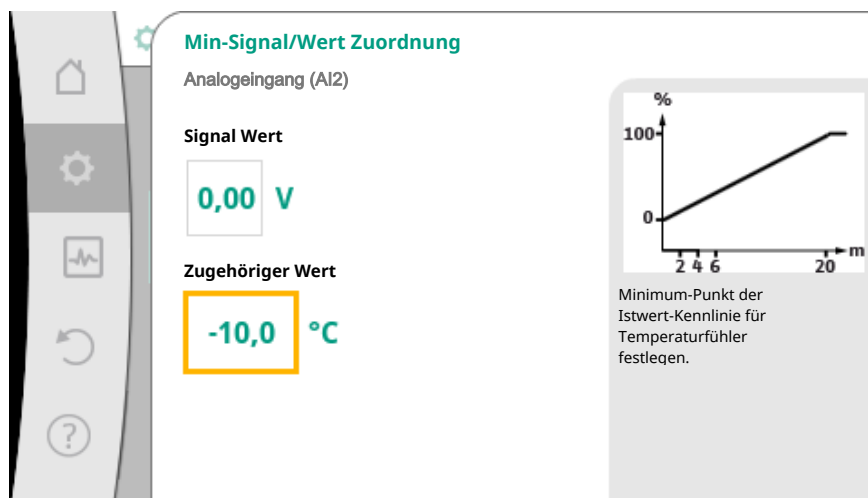 Min-Signal/Wert Zuordnung
Analogeingang (AI2)
Signal Wert
0,00 V
Zugehöriger Wert
-10,0 °C
%
100
0
2 4 6 20 m
Minimum-Punkt der
Istwert-Kennlinie für
Temperaturfühler
festlegen.
?